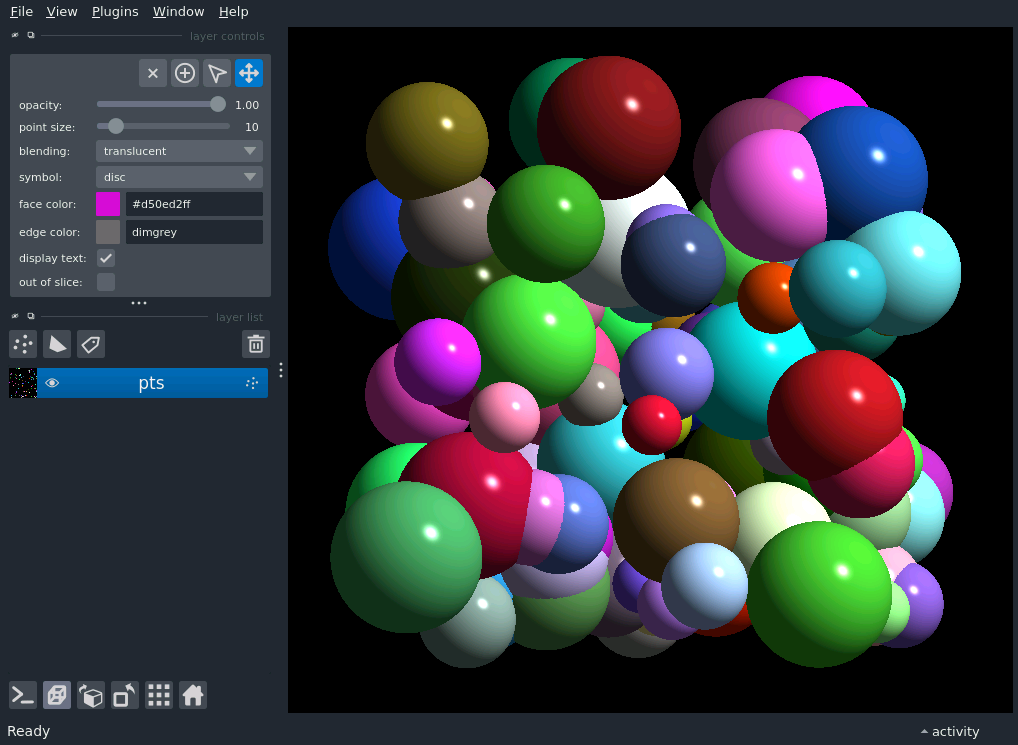 File View Plugins Window Help
layer controls
opacity: 1.00
point size: 10
blending: translucent
symbol: disc
face color: #d50ed2ff
edge color: dimgrey
display text:
out of slice:
layer list
pts
Ready
activity